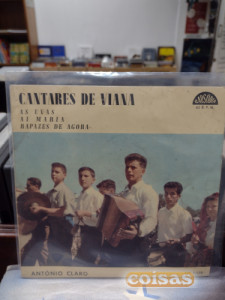 CANTARES DE VIANA
AS UVAS
AI MARIA
RAPAZES DE AGORA
ANTÓNIO CLARO
coisas